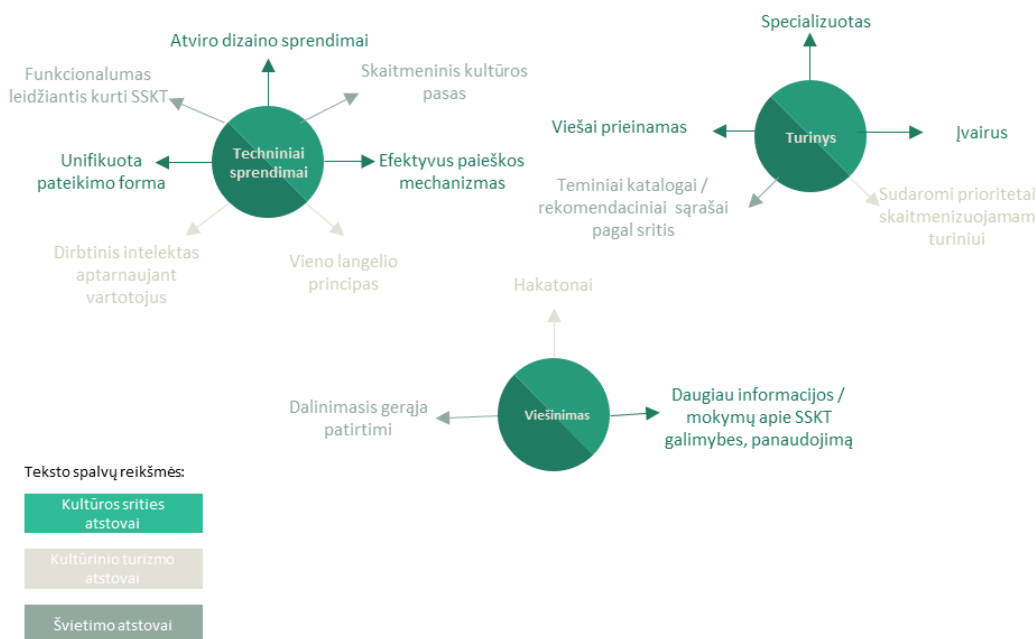 Atviro dizaino sprendimai
Funkcionalumas
leidžiantis kurti SSKT
Skaitmeninis kultūros
pasas
Unifikuota
pateikimo forma
Techniniai
sprendimai
Efektyvus paieškos
mechanizmas
Dirbtinis intelektas
aptarnaujant
vartotojus
Vieno langelio
principas
Specializuotas
Viešai prieinamas
Turinys
Įvairus
Teminiai katalogai /
rekomendaciniai sąrašai
pagal sritis
Sudaromi prioritetai
skaitmenizuojamam
turiniui
Hakatonai
Dalinimasis gerąja
patirtimi
Viešinimas
Daugiau informacijos /
mokymų apie SSKT
galimybes, panaudojimą
Teksto spalvų reikšmės:
Kultūros srities
atstovai
Kultūrinio turizmo
atstovai
Švietimo atstovai